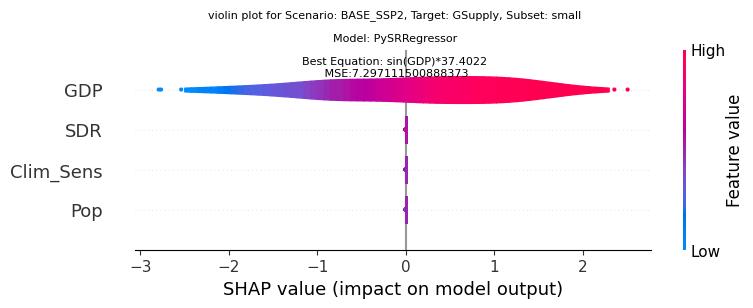 violin plot for Scenario: BASE_SSP2, Target: GSupply, Subset: small
Model: PySRRegressor
Best Equation: sin(GDP)*37.4022
MSE:7.297111500888373
High
GDP
SDR
Clim_Sens
Pop
Feature value
Low
−3 −2 −1 0 1 2
SHAP value (impact on model output)